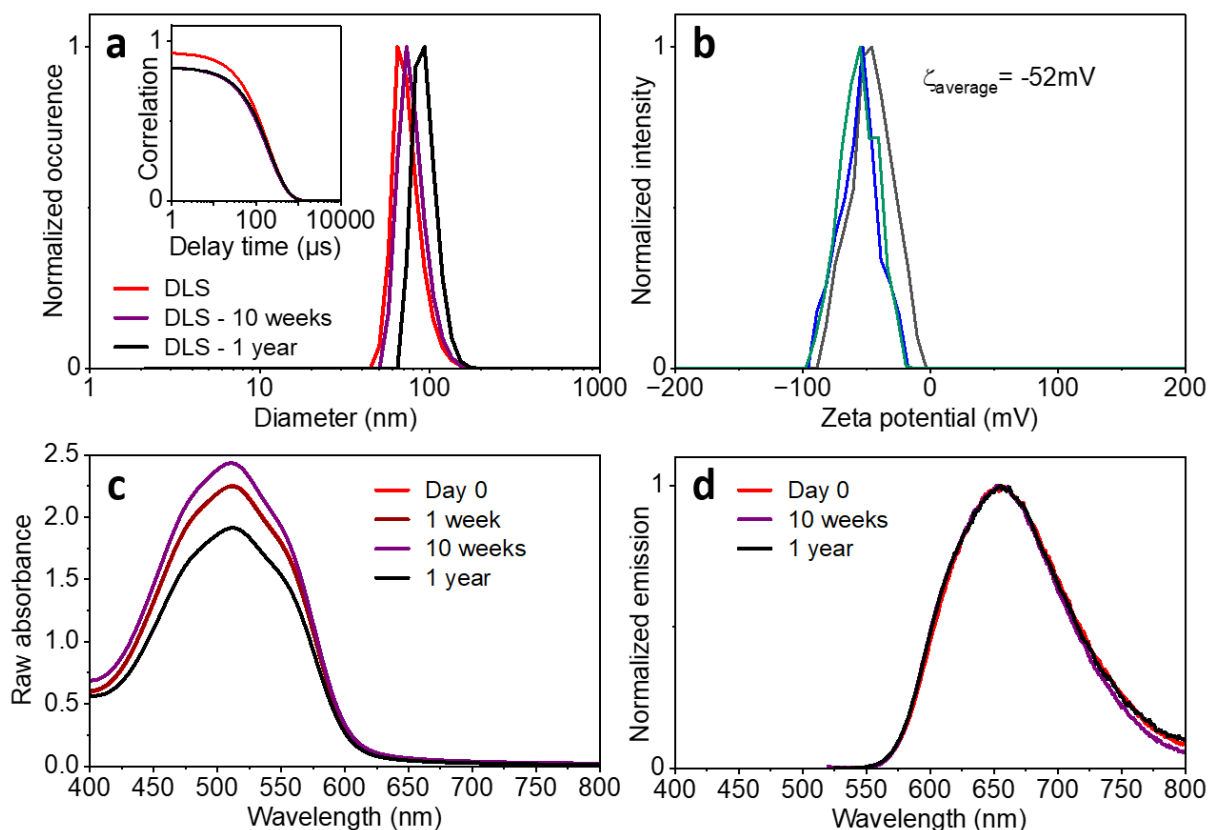 a
1
0
Normalized occurence
1
0
Correlation
1
100
10000
Delay time (µs)
DLS
DLS - 10 weeks
DLS - 1 year
1
10
100
1000
Diameter (nm)
b
ζaverage= -52mV
1
0
Normalized intensity
−200
−100
0
100
200
Zeta potential (mV)
c
2.5
2.0
1.5
1.0
0.5
0.0
Raw absorbance
Day 0
1 week
10 weeks
1 year
400
450
500
550
600
650
700
750
800
Wavelength (nm)
d
1
0
Normalized emission
Day 0
10 weeks
1 year
400
450
500
550
600
650
700
750
800
Wavelength (nm)